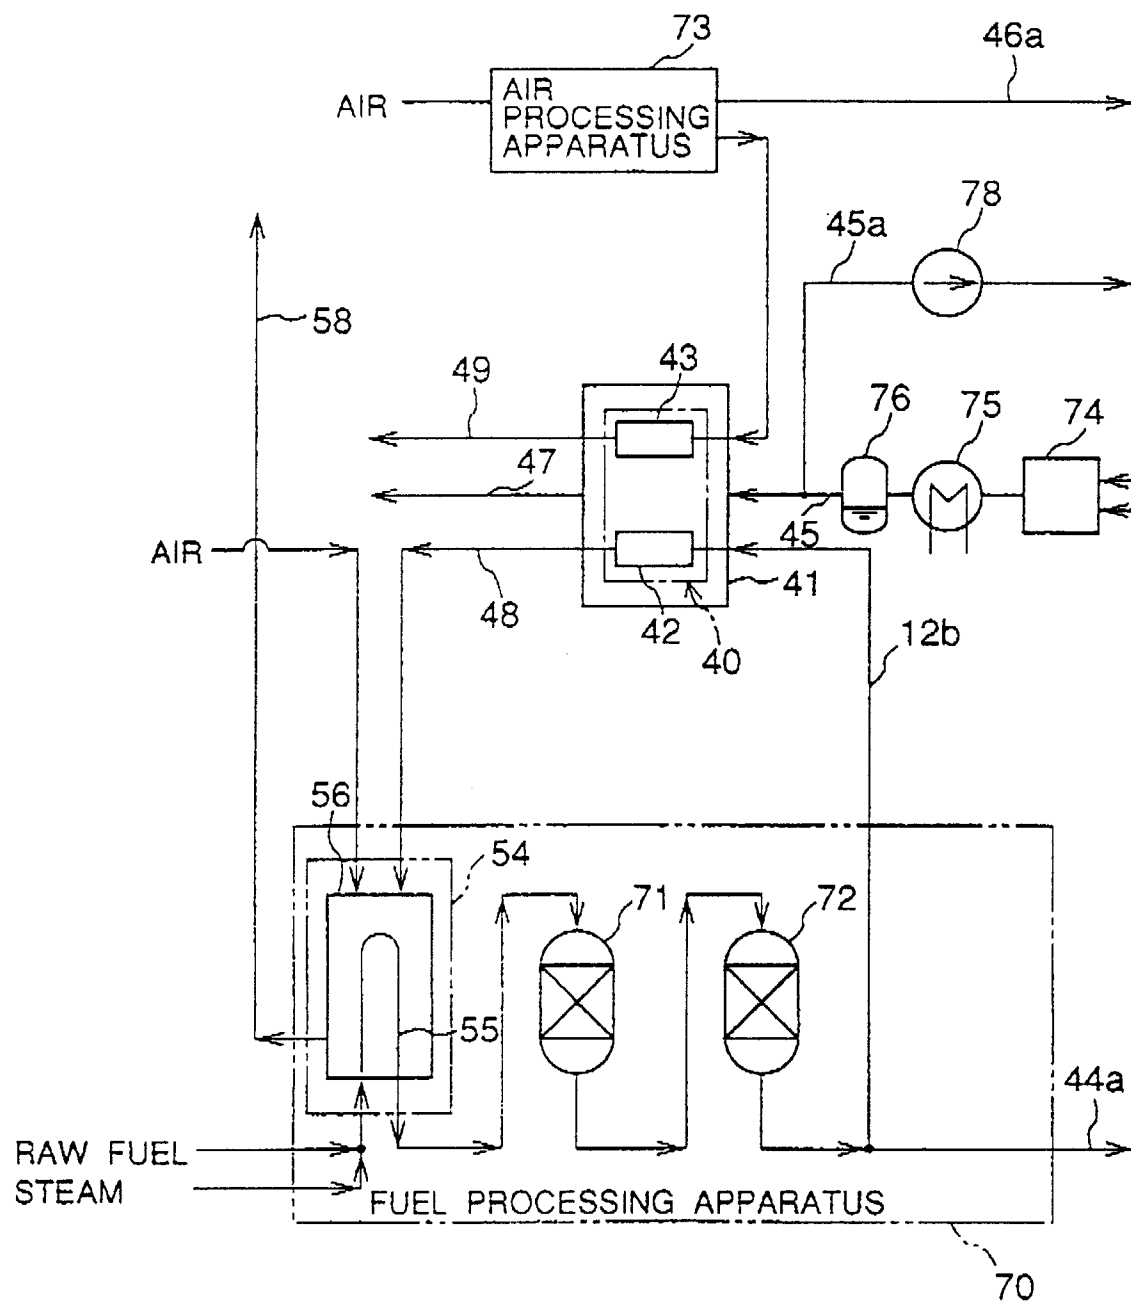 73
46a
AIR
AIR
PROCESSING
APPARATUS
78
45a
58
49
43
76
75
74
47
45
AIR
41
48
42
40
12b
56
54
71
72
55
44a
RAW FUEL
STEAM
FUEL PROCESSING APPARATUS
70